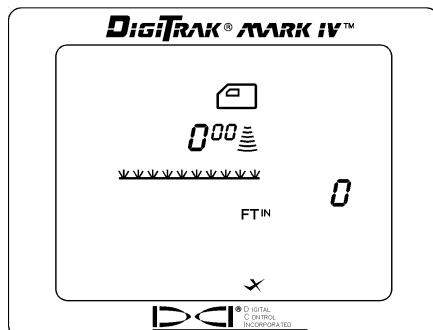 DIGITRAK® MARK IV™
0⁰⁰
0
FT IN
DCI® DIGITAL
CONTROL
INCORPORATED